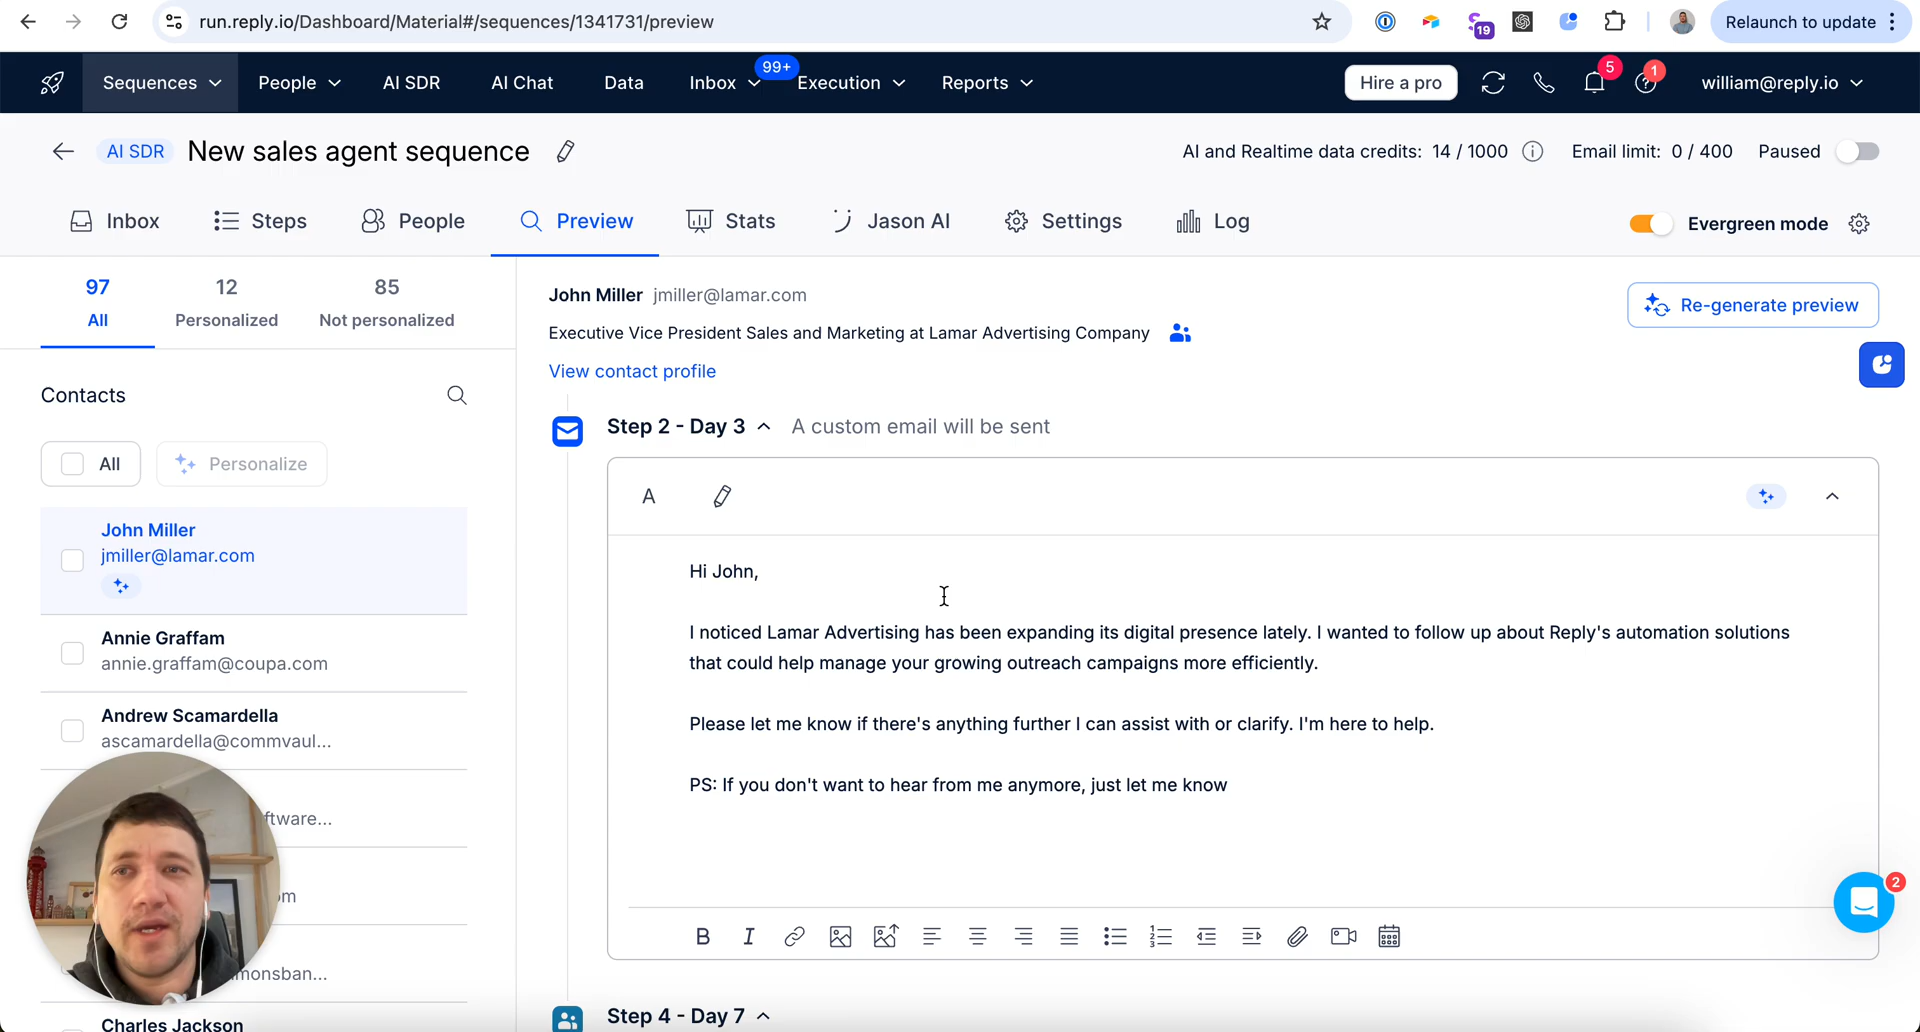 run.reply.io/Dashboard/Material#/sequences/1341731/preview
19
Relaunch to update
Sequences
People
AI SDR
AI Chat
Data
Inbox
99+
Execution
Reports
Hire a pro
5
1
william@reply.io
AI SDR
New sales agent sequence
AI and Realtime data credits: 14 / 1000
Email limit: 0 / 400
Paused
Inbox
Steps
People
Preview
Stats
Jason AI
Settings
Log
Evergreen mode
97
All
12
Personalized
85
Not personalized
Contacts
All
Personalize
John Miller
jmiller@lamar.com
Annie Graffam
annie.graffam@coupa.com
Andrew Scamardella
ascamardella@commvaul...
ftware...
om
monsban...
Charles Jackson
John Miller jmiller@lamar.com
Executive Vice President Sales and Marketing at Lamar Advertising Company
View contact profile
Re-generate preview
Step 2 - Day 3
A custom email will be sent
A
Hi John,
I noticed Lamar Advertising has been expanding its digital presence lately. I wanted to follow up about Reply's automation solutions
that could help manage your growing outreach campaigns more efficiently.
Please let me know if there's anything further I can assist with or clarify. I'm here to help.
PS: If you don't want to hear from me anymore, just let me know
B I
2
Step 4 - Day 7